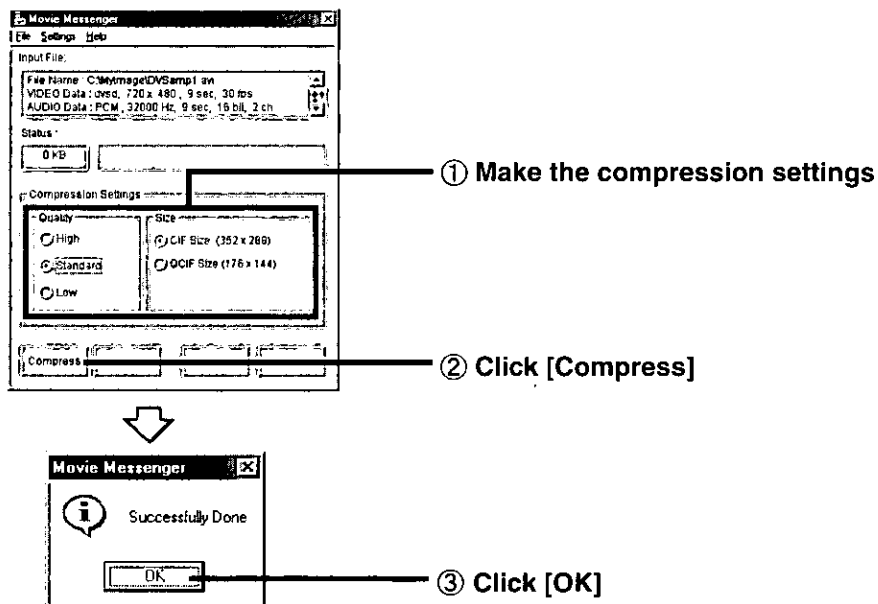 Movie Messenger
File Settings Help
Input File:
File Name : C:\MyImage\DVSamp1 avi
VIDEO Data : dvsd, 720 x 480 , 9 sec, 30 fps
AUDIO Data : PCM , 32000 Hz, 9 sec, 16 bit, 2 ch
Status :
0 KB
① Make the compression settings
Compression Settings
Quality
Size
High
CIF Size (352 x 288)
Standard
QCIF Size (176 x 144)
Low
Compress
② Click [Compress]
Movie Messenger
Successfully Done
OK
③ Click [OK]